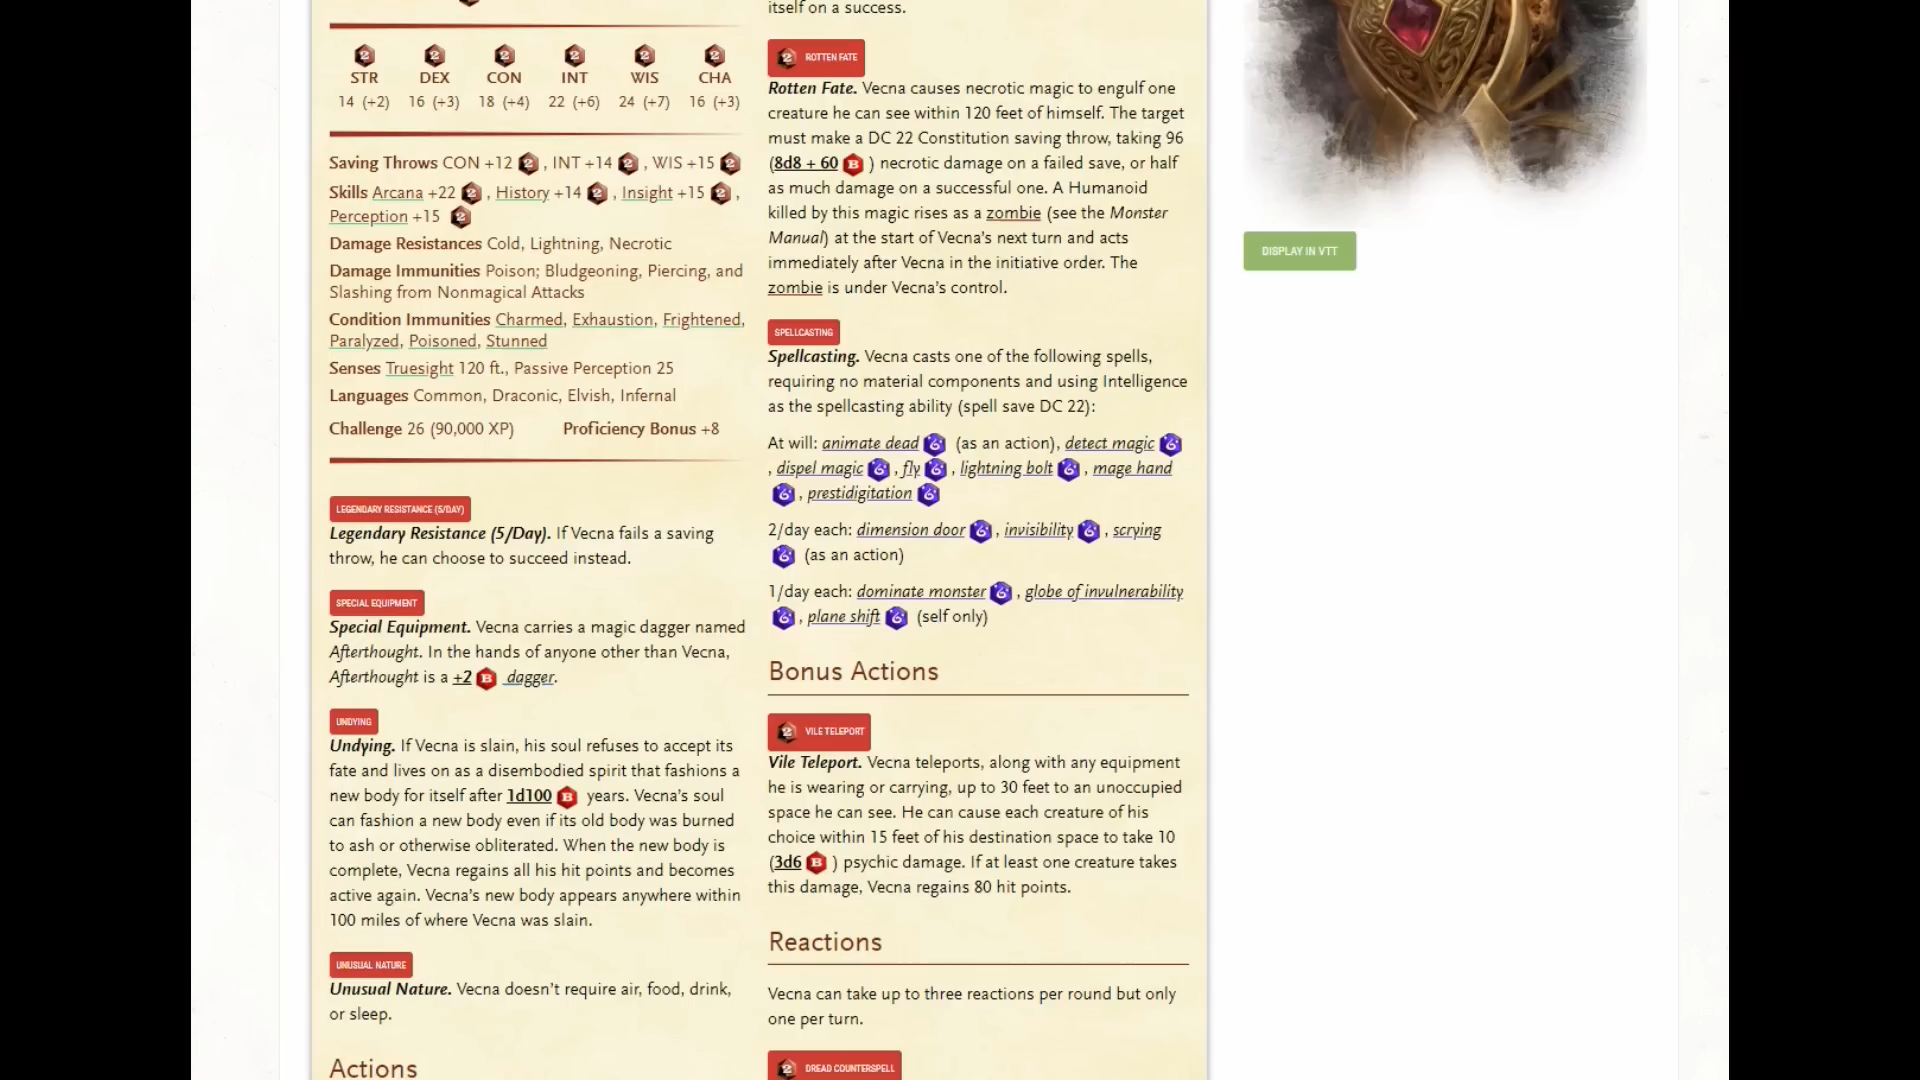 STR DEX CON INT WIS CHA
14 (+2) 16 (+3) 18 (+4) 22 (+6) 24 (+7) 16 (+3)
Saving Throws CON +12 , INT +14 , WIS +15
Skills Arcana +22 , History +14 , Insight +15 ,
Perception +15
Damage Resistances Cold, Lightning, Necrotic
Damage Immunities Poison; Bludgeoning, Piercing, and
Slashing from Nonmagical Attacks
Condition Immunities Charmed, Exhaustion, Frightened,
Paralyzed, Poisoned, Stunned
Senses Truesight 120 ft., Passive Perception 25
Languages Common, Draconic, Elvish, Infernal
Challenge 26 (90,000 XP) Proficiency Bonus +8
LEGENDARY RESISTANCE (5/DAY)
Legendary Resistance (5/Day). If Vecna fails a saving
throw, he can choose to succeed instead.
SPECIAL EQUIPMENT
Special Equipment. Vecna carries a magic dagger named
Afterthought. In the hands of anyone other than Vecna,
Afterthought is a +2 dagger.
UNDYING
Undying. If Vecna is slain, his soul refuses to accept its
fate and lives on as a disembodied spirit that fashions a
new body for itself after 1d100 years. Vecna's soul
can fashion a new body even if its old body was burned
to ash or otherwise obliterated. When the new body is
complete, Vecna regains all his hit points and becomes
active again. Vecna's new body appears anywhere within
100 miles of where Vecna was slain.
UNUSUAL NATURE
Unusual Nature. Vecna doesn't require air, food, drink,
or sleep.
Actions
itself on a success.
ROTTEN FATE
Rotten Fate. Vecna causes necrotic magic to engulf one
creature he can see within 120 feet of himself. The target
must make a DC 22 Constitution saving throw, taking 96
(8d8 + 60 ) necrotic damage on a failed save, or half
as much damage on a successful one. A Humanoid
killed by this magic rises as a zombie (see the Monster
Manual) at the start of Vecna's next turn and acts
immediately after Vecna in the initiative order. The
zombie is under Vecna's control.
SPELLCASTING
Spellcasting. Vecna casts one of the following spells,
requiring no material components and using Intelligence
as the spellcasting ability (spell save DC 22):
At will: animate dead (as an action), detect magic
, dispel magic , fly , lightning bolt , mage hand
, prestidigitation
2/day each: dimension door , invisibility , scrying
(as an action)
1/day each: dominate monster , globe of invulnerability
, plane shift (self only)
Bonus Actions
VILE TELEPORT
Vile Teleport. Vecna teleports, along with any equipment
he is wearing or carrying, up to 30 feet to an unoccupied
space he can see. He can cause each creature of his
choice within 15 feet of his destination space to take 10
(3d6 ) psychic damage. If at least one creature takes
this damage, Vecna regains 80 hit points.
Reactions
Vecna can take up to three reactions per round but only
one per turn.
DREAD COUNTERSPELL
DISPLAY IN VTT